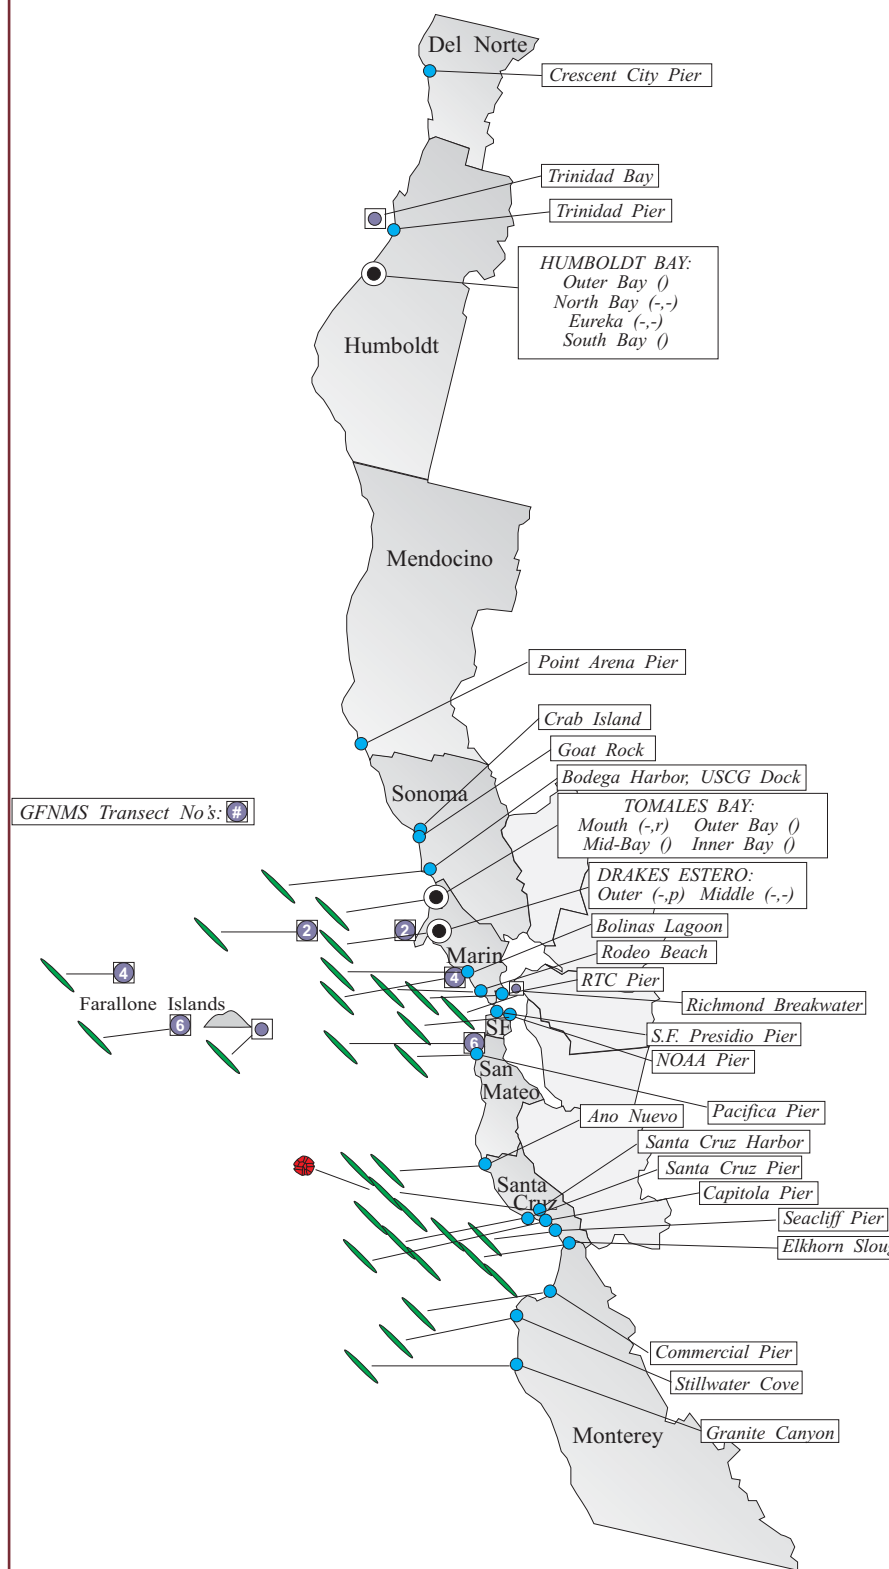 Del Norte
Crescent City Pier
Trinidad Bay
Trinidad Pier
HUMBOLDT BAY:
Outer Bay ()
North Bay (-,-)
Eureka (-,-)
South Bay ()
Humboldt
Mendocino
Point Arena Pier
Crab Island
Goat Rock
Bodega Harbor, USCG Dock
Sonoma
GFNMS Transect No's: #
TOMALES BAY:
Mouth (-,r) Outer Bay ()
Mid-Bay () Inner Bay ()
DRAKES ESTERO:
Outer (-,p) Middle (-,-)
2
2
Bolinas Lagoon
Marin
Rodeo Beach
4
4
RTC Pier
Farallone Islands
Richmond Breakwater
6
SF
S.F. Presidio Pier
6
NOAA Pier
San
Mateo
Pacifica Pier
Ano Nuevo
Santa Cruz Harbor
Santa Cruz Pier
Santa
Cruz
Capitola Pier
Seacliff Pier
Elkhorn Sloug
Commercial Pier
Stillwater Cove
Granite Canyon
Monterey